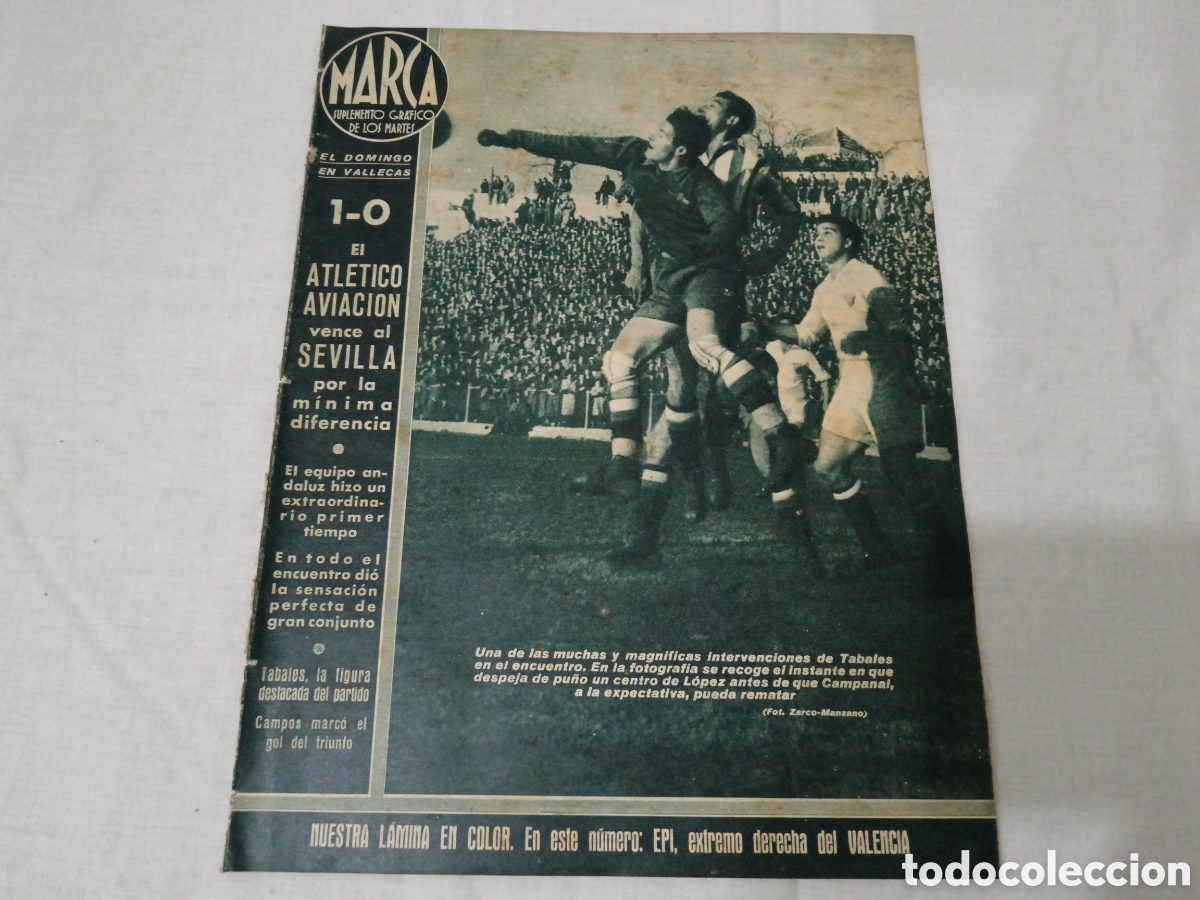 MARCA
SUPLEMENTO GRÁFICO
DE LOS MARTES
EL DOMINGO
EN VALLECAS
1-0
El
ATLETICO
AVIACION
vence al
SEVILLA
por la
mínima
diferencia
El equipo an-
daluz hizo un
extraordina-
rio primer
tiempo
En todo el
encuentro dió
la sensación
perfecta de
gran conjunto
Tabales, la figura
destacada del partido
Campos marcó el
gol del triunfo
Una de las muchas y magníficas intervenciones de Tabales
en el encuentro. En la fotografía se recoge el instante en que
despeja de puño un centro de López antes de que Campanal,
a la expectativa, pueda rematar
(Fot. Zarco-Manzano)
NUESTRA LÁMINA EN COLOR. En este número: EPI, extremo derecha del VALENCIA
todocoleccion